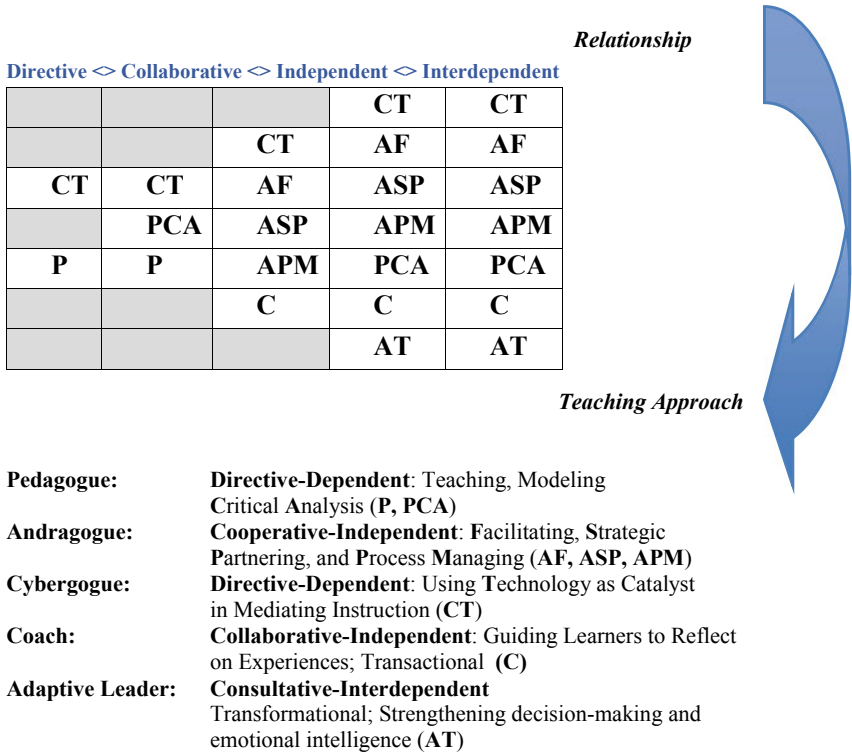 Relationship
Directive <> Collaborative <> Independent <> Interdependent
CT CT
CT AF AF
CT CT AF ASP ASP
PCA ASP APM APM
P P APM PCA PCA
C C C
AT AT
Teaching Approach
Pedagogue: Directive-Dependent: Teaching, Modeling
Critical Analysis (P, PCA)
Andragogue: Cooperative-Independent: Facilitating, Strategic
Partnering, and Process Managing (AF, ASP, APM)
Cybergogue: Directive-Dependent: Using Technology as Catalyst
in Mediating Instruction (CT)
Coach: Collaborative-Independent: Guiding Learners to Reflect
on Experiences; Transactional (C)
Adaptive Leader: Consultative-Interdependent
Transformational; Strengthening decision-making and
emotional intelligence (AT)